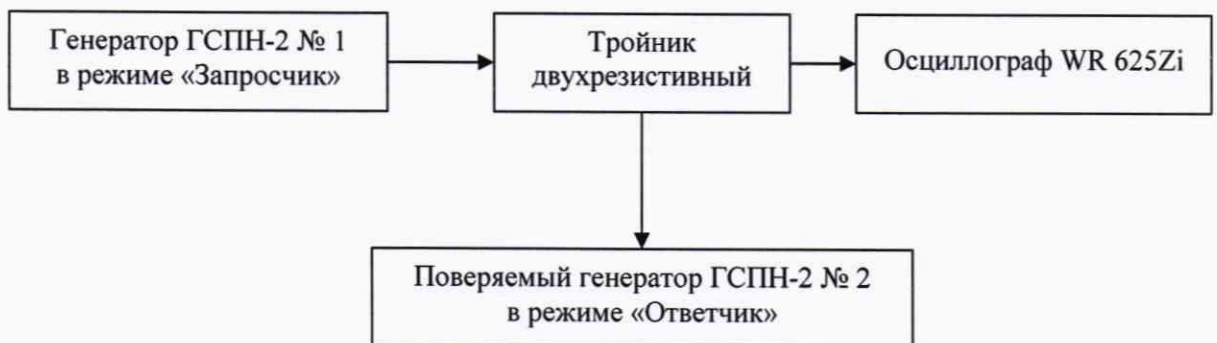 Генератор ГСПН-2 № 1
в режиме «Запросчик»
Тройник
двухрезистивный
Осциллограф WR 625Zi
Поверяемый генератор ГСПН-2 № 2
в режиме «Ответчик»